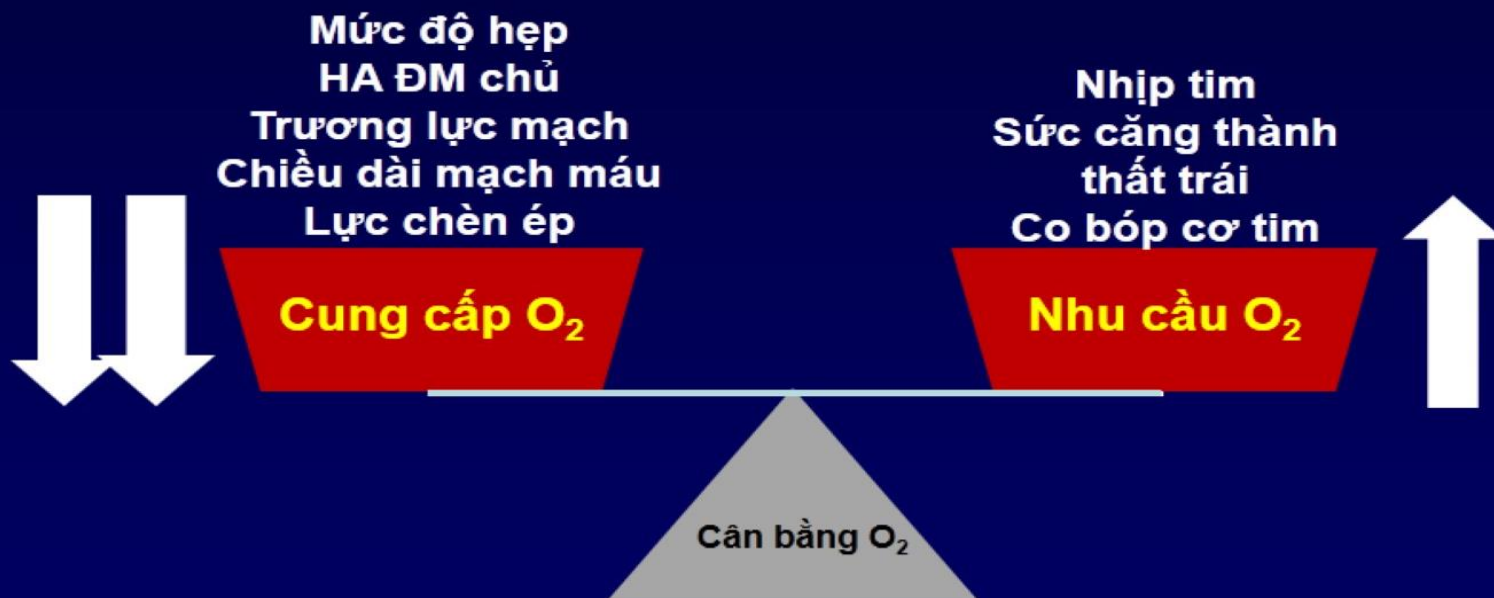 Mức độ hẹp
HA ĐM chủ
Trương lực mạch
Chiều dài mạch máu
Lực chèn ép
Cung cấp O₂
Nhịp tim
Sức căng thành
thất trái
Co bóp cơ tim
Nhu cầu O₂
Cân bằng O₂